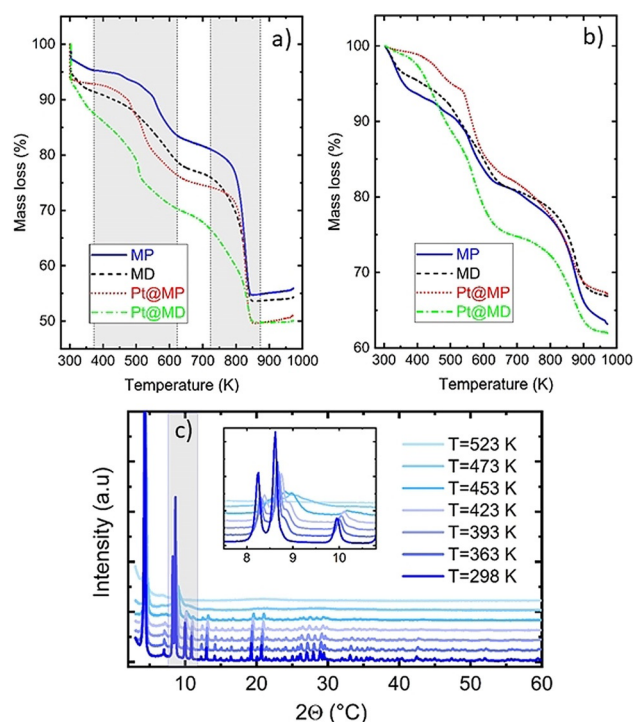 a)
100
90
80
70
60
50
Mass loss (%)
MP
MD
Pt@MP
Pt@MD
300 400 500 600 700 800 900 1000
Temperature (K)
b)
100
90
80
70
60
Mass loss (%)
MP
MD
Pt@MP
Pt@MD
300 400 500 600 700 800 900 1000
Temperature (K)
c)
Intensity (a.u)
8 9 10
T=523 K
T=473 K
T=453 K
T=423 K
T=393 K
T=363 K
T=298 K
10 20 30 40 50 60
2Θ (°C)